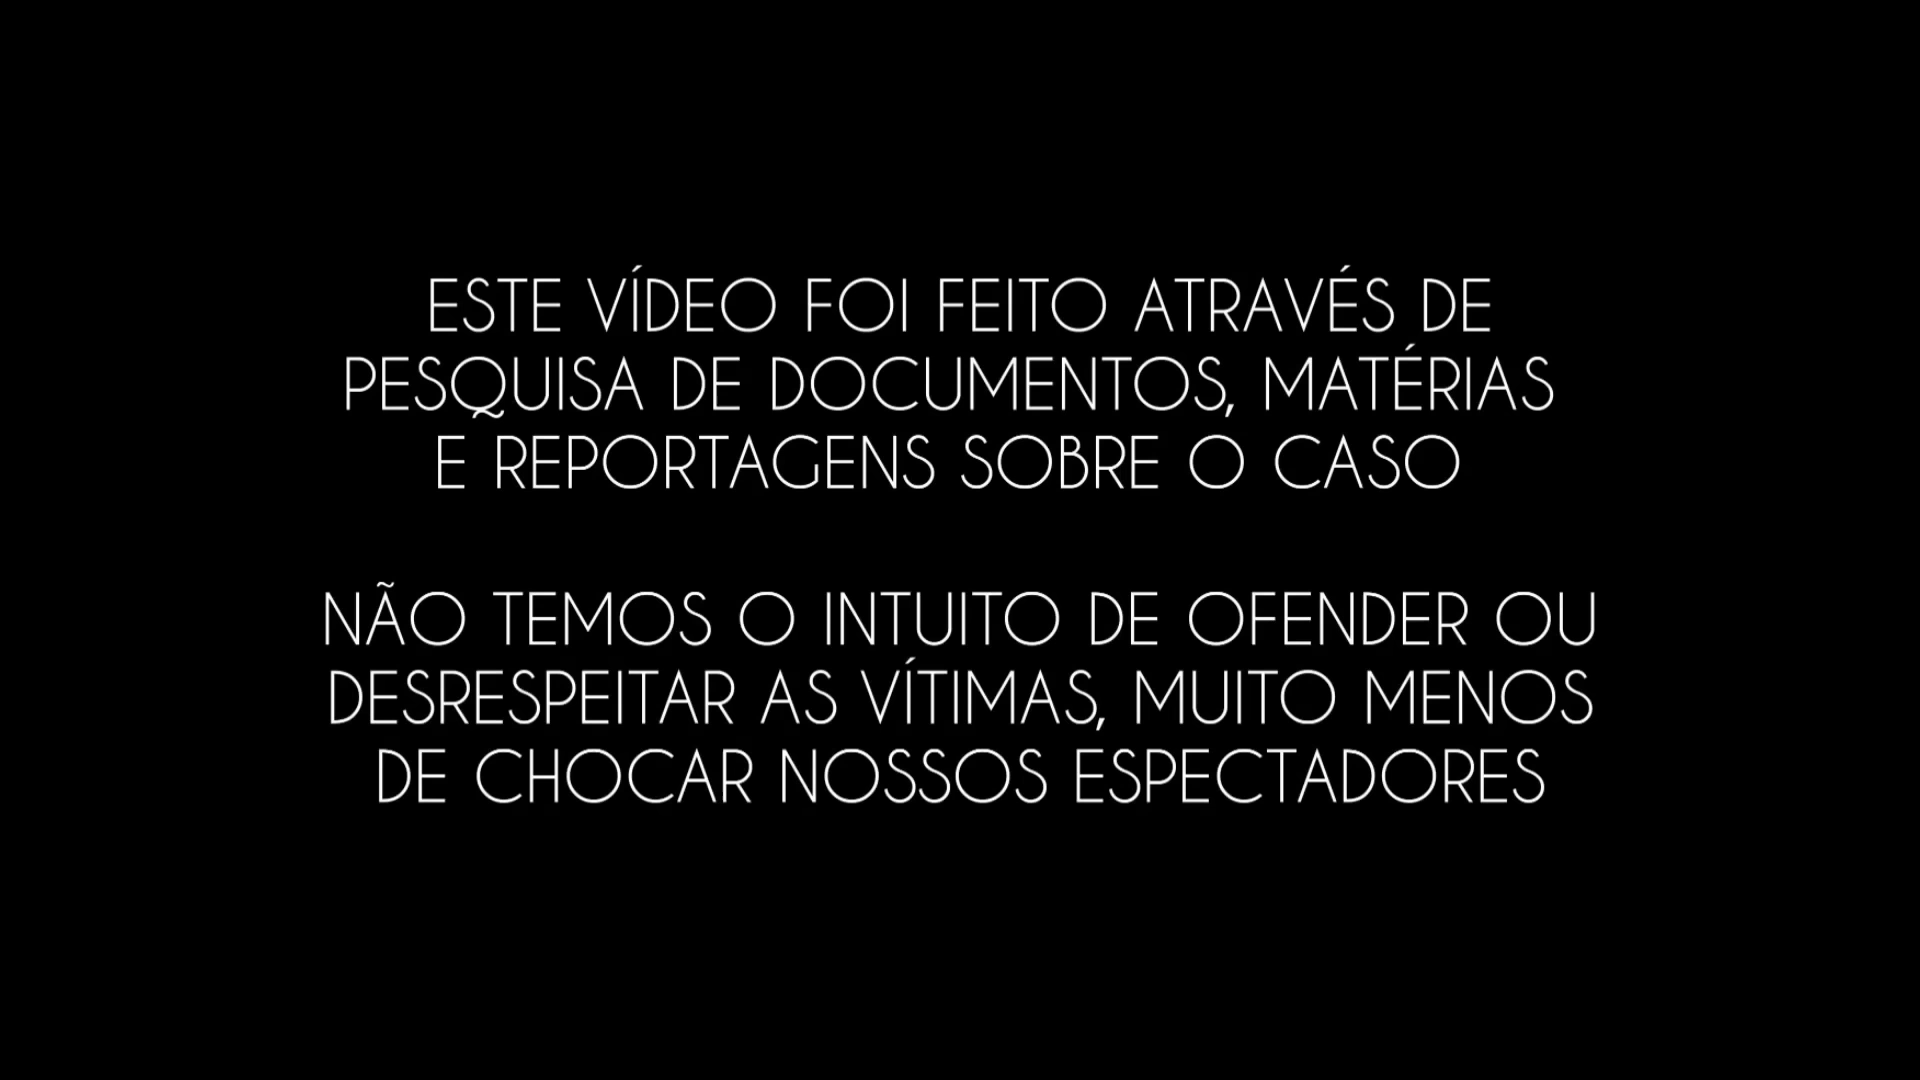 ESTE VÍDEO FOI FEITO ATRAVÉS DE
PESQUISA DE DOCUMENTOS, MATÉRIAS
E REPORTAGENS SOBRE O CASO
NÃO TEMOS O INTUITO DE OFENDER OU
DESRESPEITAR AS VÍTIMAS, MUITO MENOS
DE CHOCAR NOSSOS ESPECTADORES